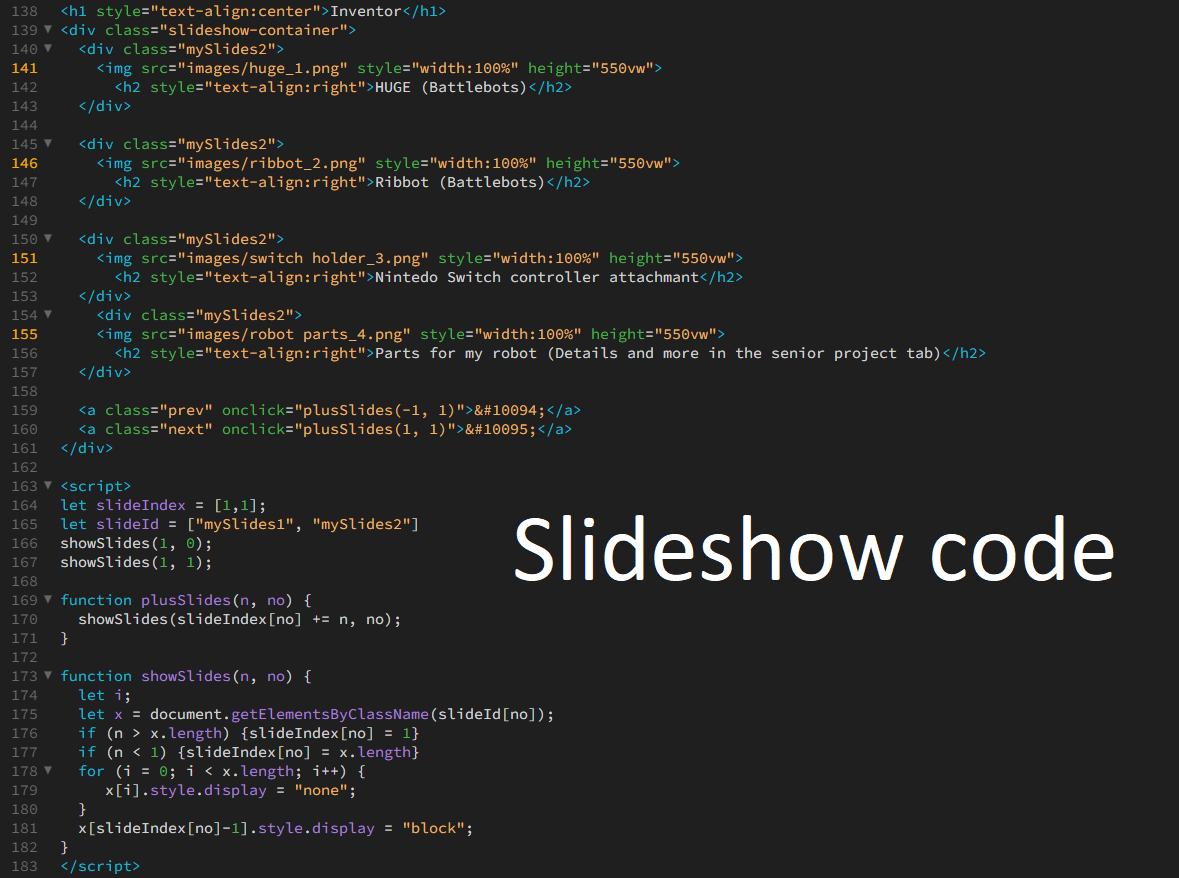 138 <h1 style="text-align:center">Inventor</h1>
139 <div class="slideshow-container">
140 <div class="mySlides2">
141 <img src="images/huge_1.png" style="width:100%" height="550vw">
142 <h2 style="text-align:right">HUGE (Battlebots)</h2>
143 </div>
144
145 <div class="mySlides2">
146 <img src="images/ribbot_2.png" style="width:100%" height="550vw">
147 <h2 style="text-align:right">Ribbot (Battlebots)</h2>
148 </div>
149
150 <div class="mySlides2">
151 <img src="images/switch holder_3.png" style="width:100%" height="550vw">
152 <h2 style="text-align:right">Nintedo Switch controller attachmant</h2>
153 </div>
154 <div class="mySlides2">
155 <img src="images/robot parts_4.png" style="width:100%" height="550vw">
156 <h2 style="text-align:right">Parts for my robot (Details and more in the senior project tab)</h2>
157 </div>
158
159 <a class="prev" onclick="plusSlides(-1, 1)">&#10094;</a>
160 <a class="next" onclick="plusSlides(1, 1)">&#10095;</a>
161 </div>
162
163 <script>
164 let slideIndex = [1,1];
165 let slideId = ["mySlides1", "mySlides2"]
166 showSlides(1, 0);
167 showSlides(1, 1);
168
169 function plusSlides(n, no) {
170 showSlides(slideIndex[no] += n, no);
171 }
172
173 function showSlides(n, no) {
174 let i;
175 let x = document.getElementsByClassName(slideId[no]);
176 if (n > x.length) {slideIndex[no] = 1}
177 if (n < 1) {slideIndex[no] = x.length}
178 for (i = 0; i < x.length; i++) {
179 x[i].style.display = "none";
180 }
181 x[slideIndex[no]-1].style.display = "block";
182 }
183 </script>
Slideshow code